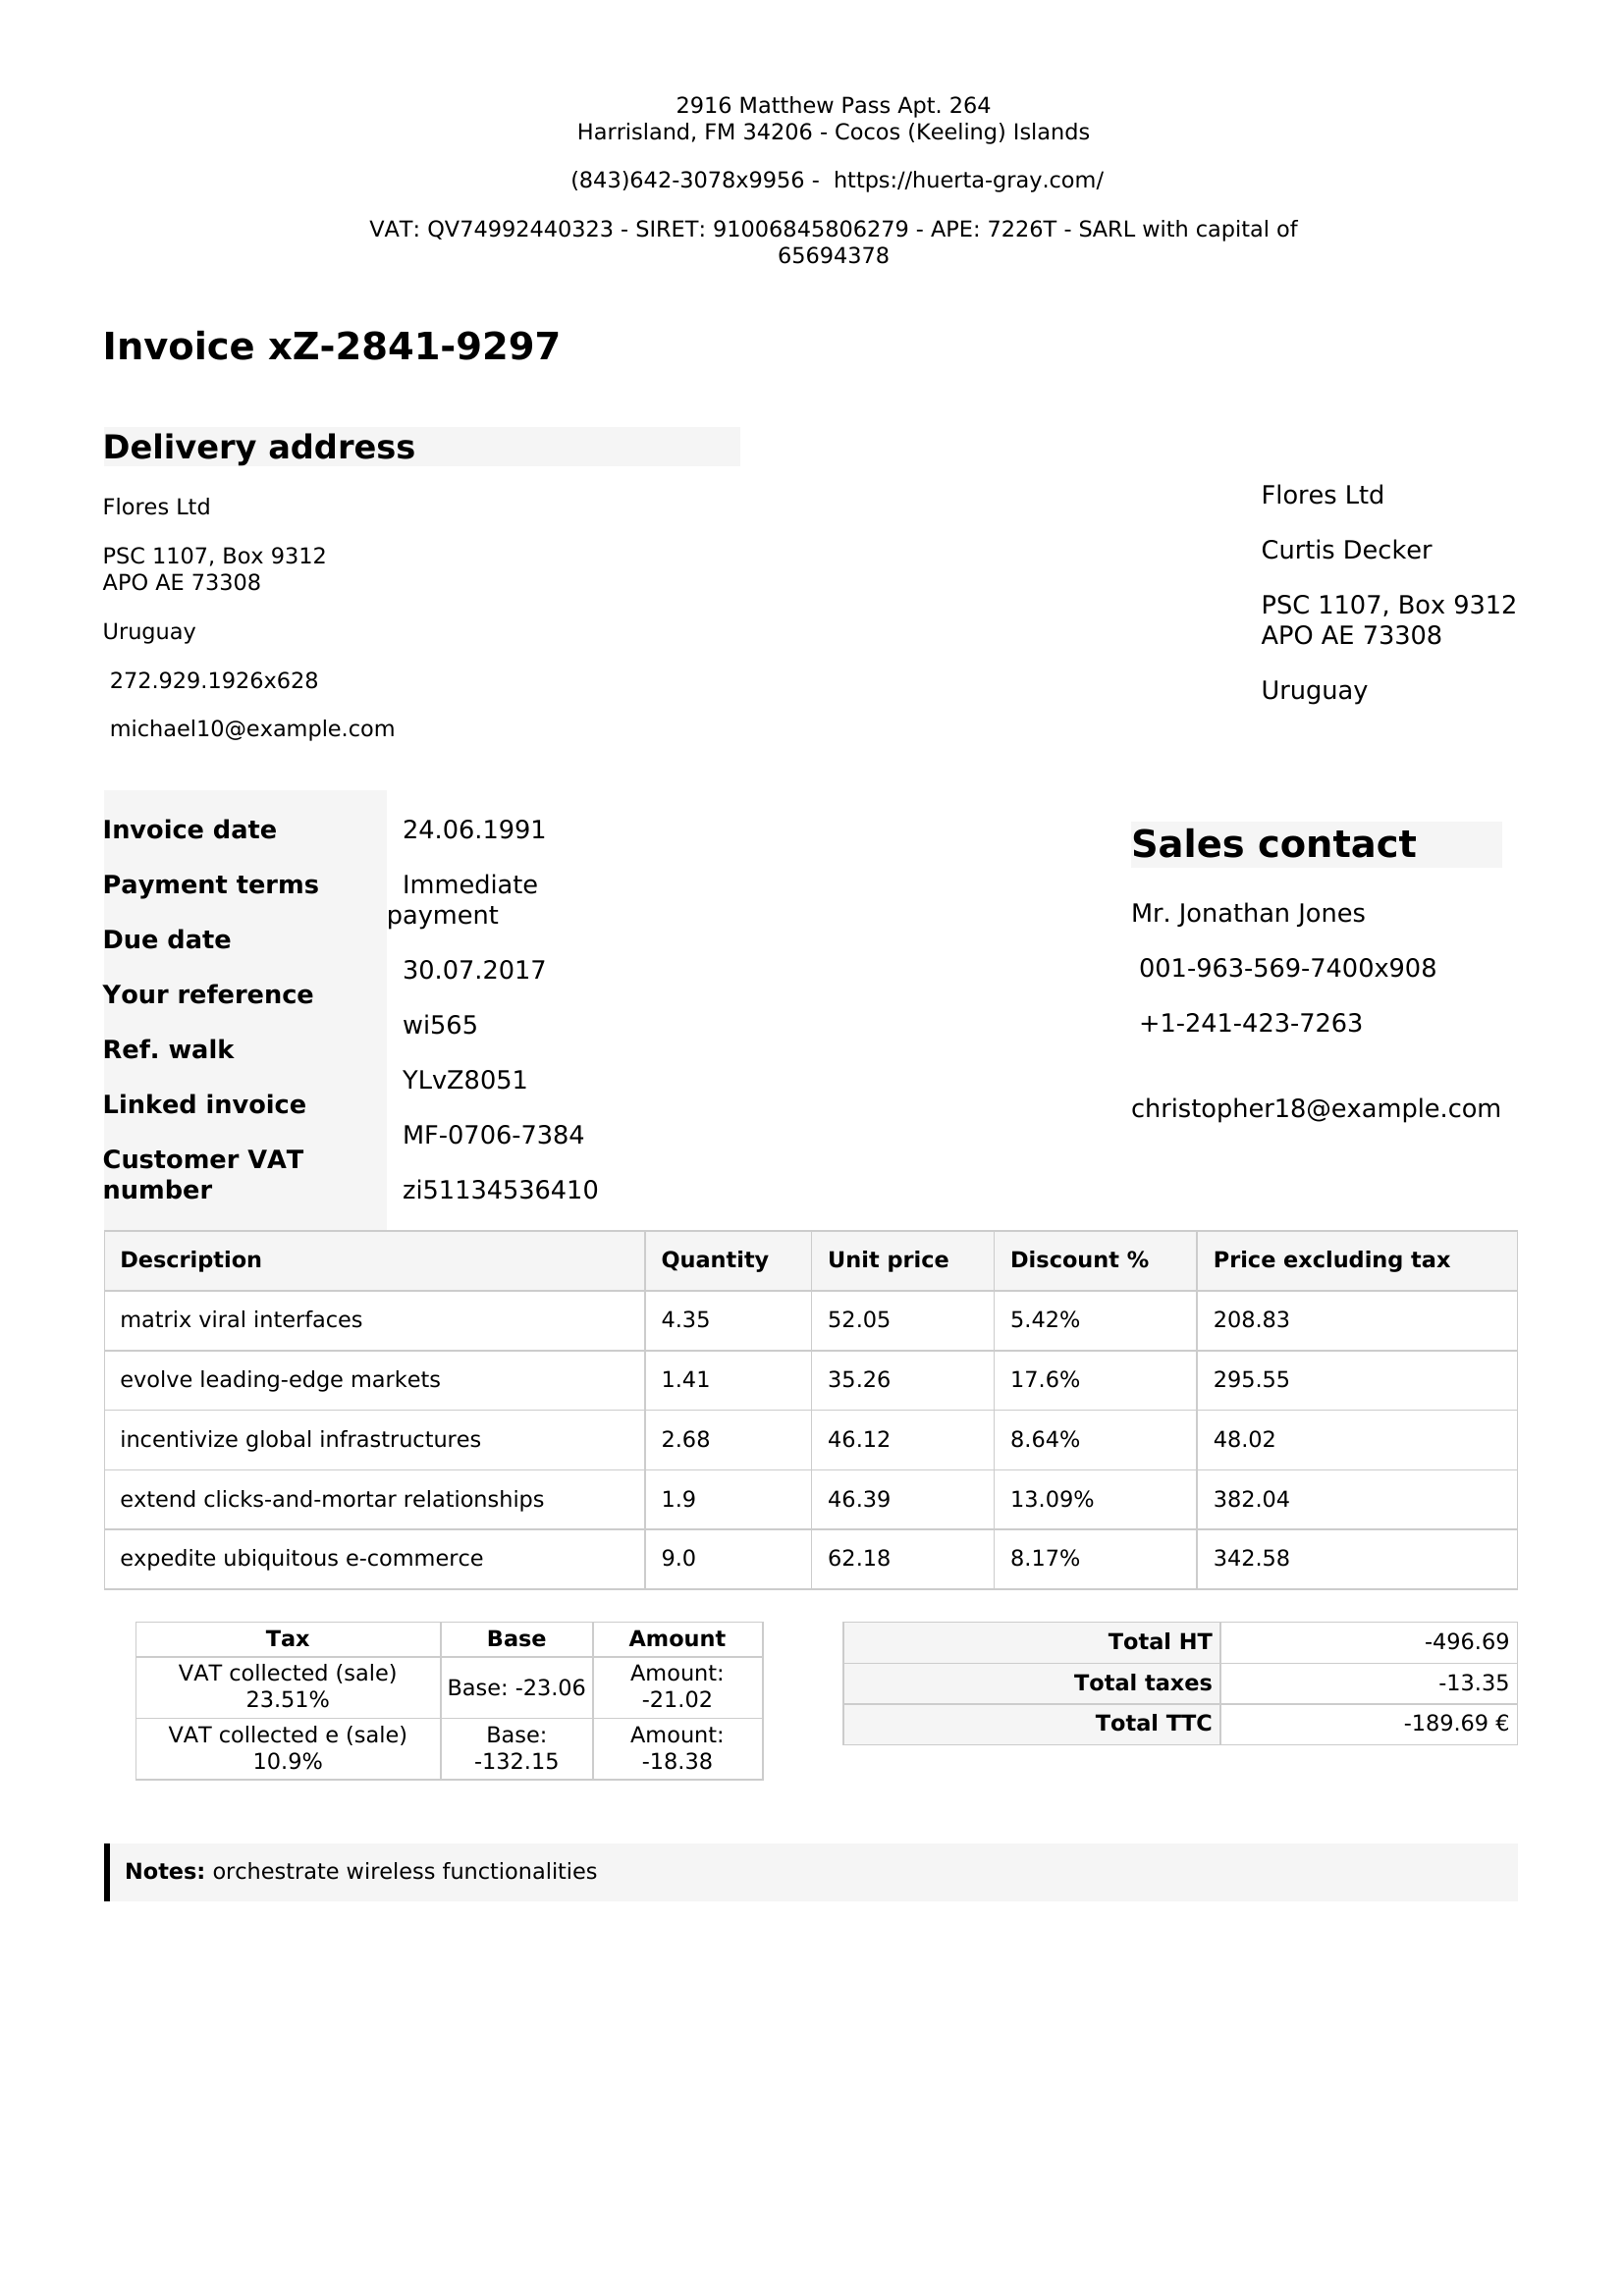 2916 Matthew Pass Apt. 264
Harrisland, FM 34206 - Cocos (Keeling) Islands
(843)642-3078x9956 - https://huerta-gray.com/
VAT: QV74992440323 - SIRET: 91006845806279 - APE: 7226T - SARL with capital of
65694378
Invoice xZ-2841-9297
Delivery address
Flores Ltd
PSC 1107, Box 9312
APO AE 73308
Uruguay
272.929.1926x628
michael10@example.com
Flores Ltd
Curtis Decker
PSC 1107, Box 9312
APO AE 73308
Uruguay
Invoice date
Payment terms
Due date
Your reference
Ref. walk
Linked invoice
Customer VAT
number
24.06.1991
Immediate
payment
30.07.2017
wi565
YLvZ8051
MF-0706-7384
zi51134536410
Sales contact
Mr. Jonathan Jones
001-963-569-7400x908
+1-241-423-7263
christopher18@example.com
Description Quantity Unit price Discount % Price excluding tax
matrix viral interfaces 4.35 52.05 5.42% 208.83
evolve leading-edge markets 1.41 35.26 17.6% 295.55
incentivize global infrastructures 2.68 46.12 8.64% 48.02
extend clicks-and-mortar relationships 1.9 46.39 13.09% 382.04
expedite ubiquitous e-commerce 9.0 62.18 8.17% 342.58
Tax Base Amount
VAT collected (sale)
23.51%
Base: -23.06
Amount:
-21.02
VAT collected e (sale)
10.9%
Base:
-132.15
Amount:
-18.38
Total HT -496.69
Total taxes -13.35
Total TTC -189.69 €
Notes: orchestrate wireless functionalities